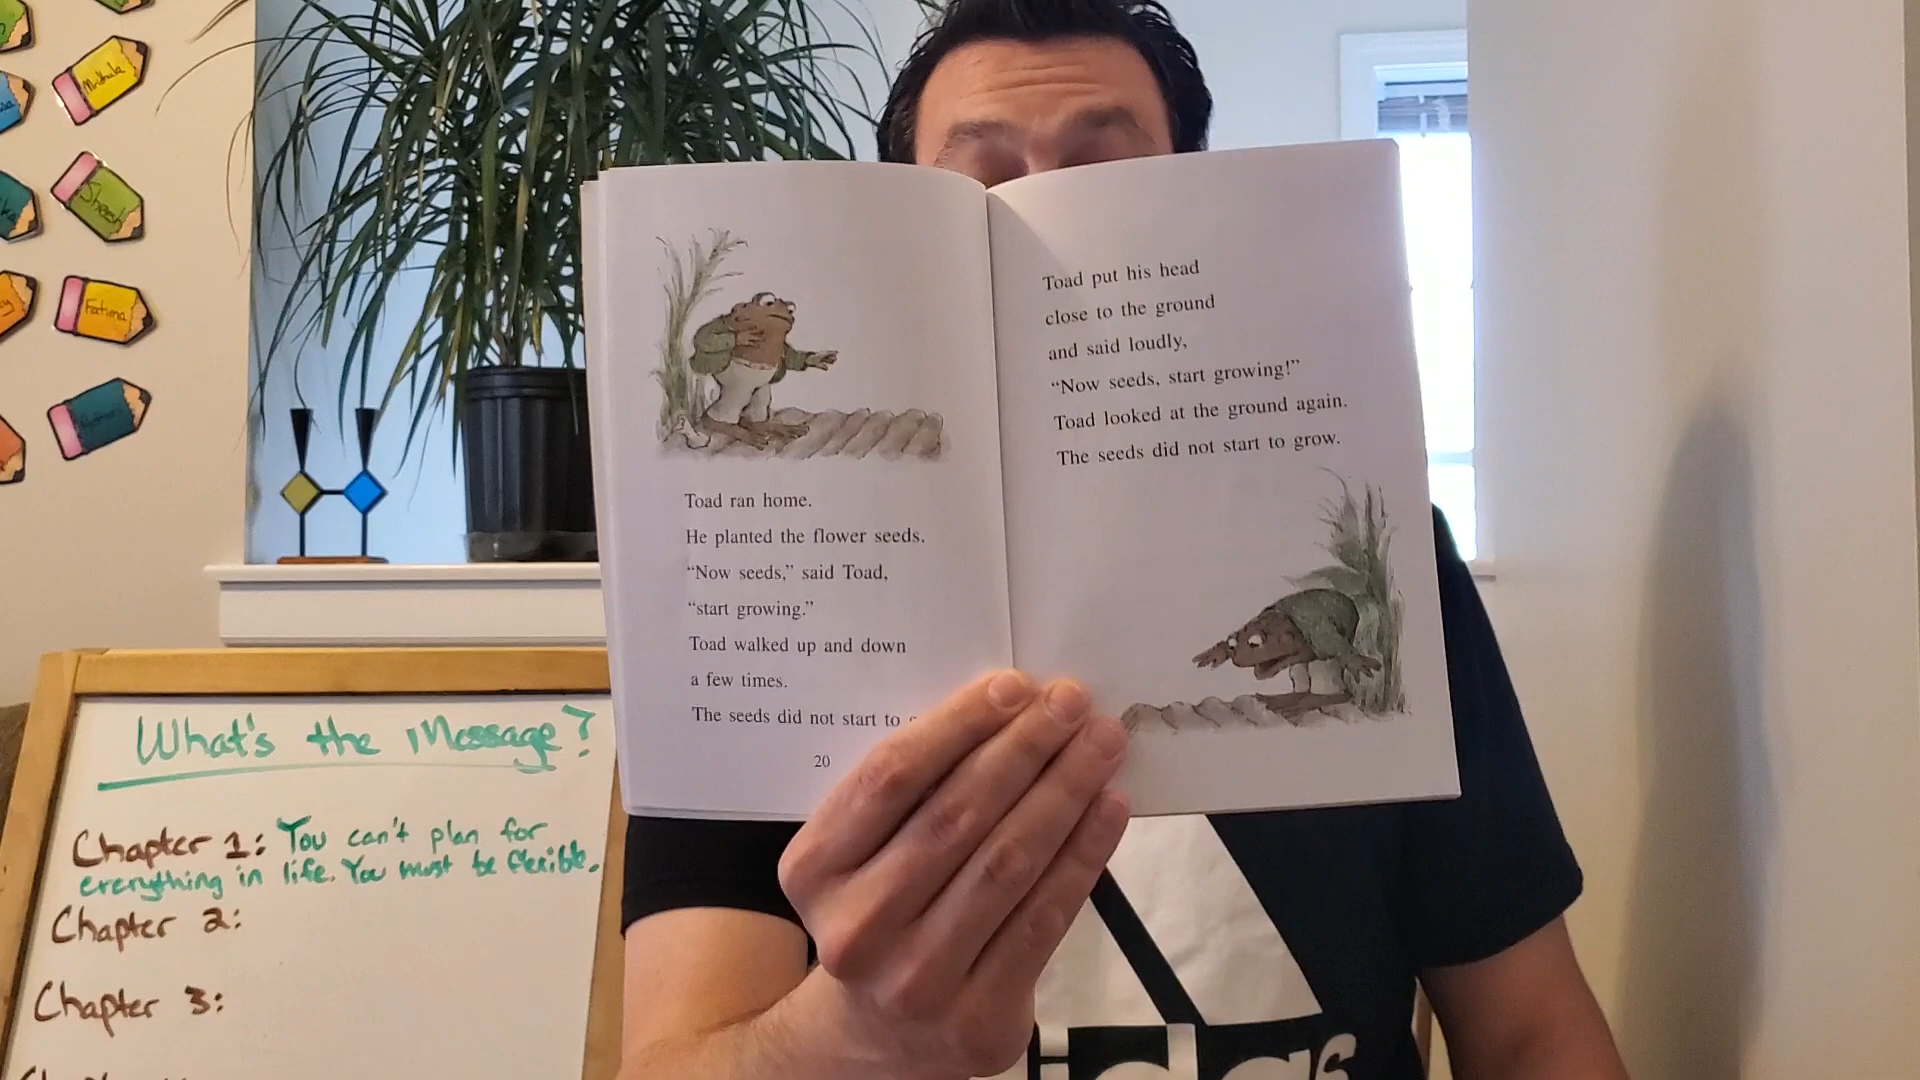 Mithula
Sheesh
Fatima
Toad ran home.
He planted the flower seeds.
“Now seeds,” said Toad,
“start growing.”
Toad walked up and down
a few times.
The seeds did not start to
20
Toad put his head
close to the ground
and said loudly,
“Now seeds, start growing!”
Toad looked at the ground again.
The seeds did not start to grow.
What's the Message?
Chapter 1: You can't plan for
everything in life. You must be flexible.
Chapter 2:
Chapter 3: